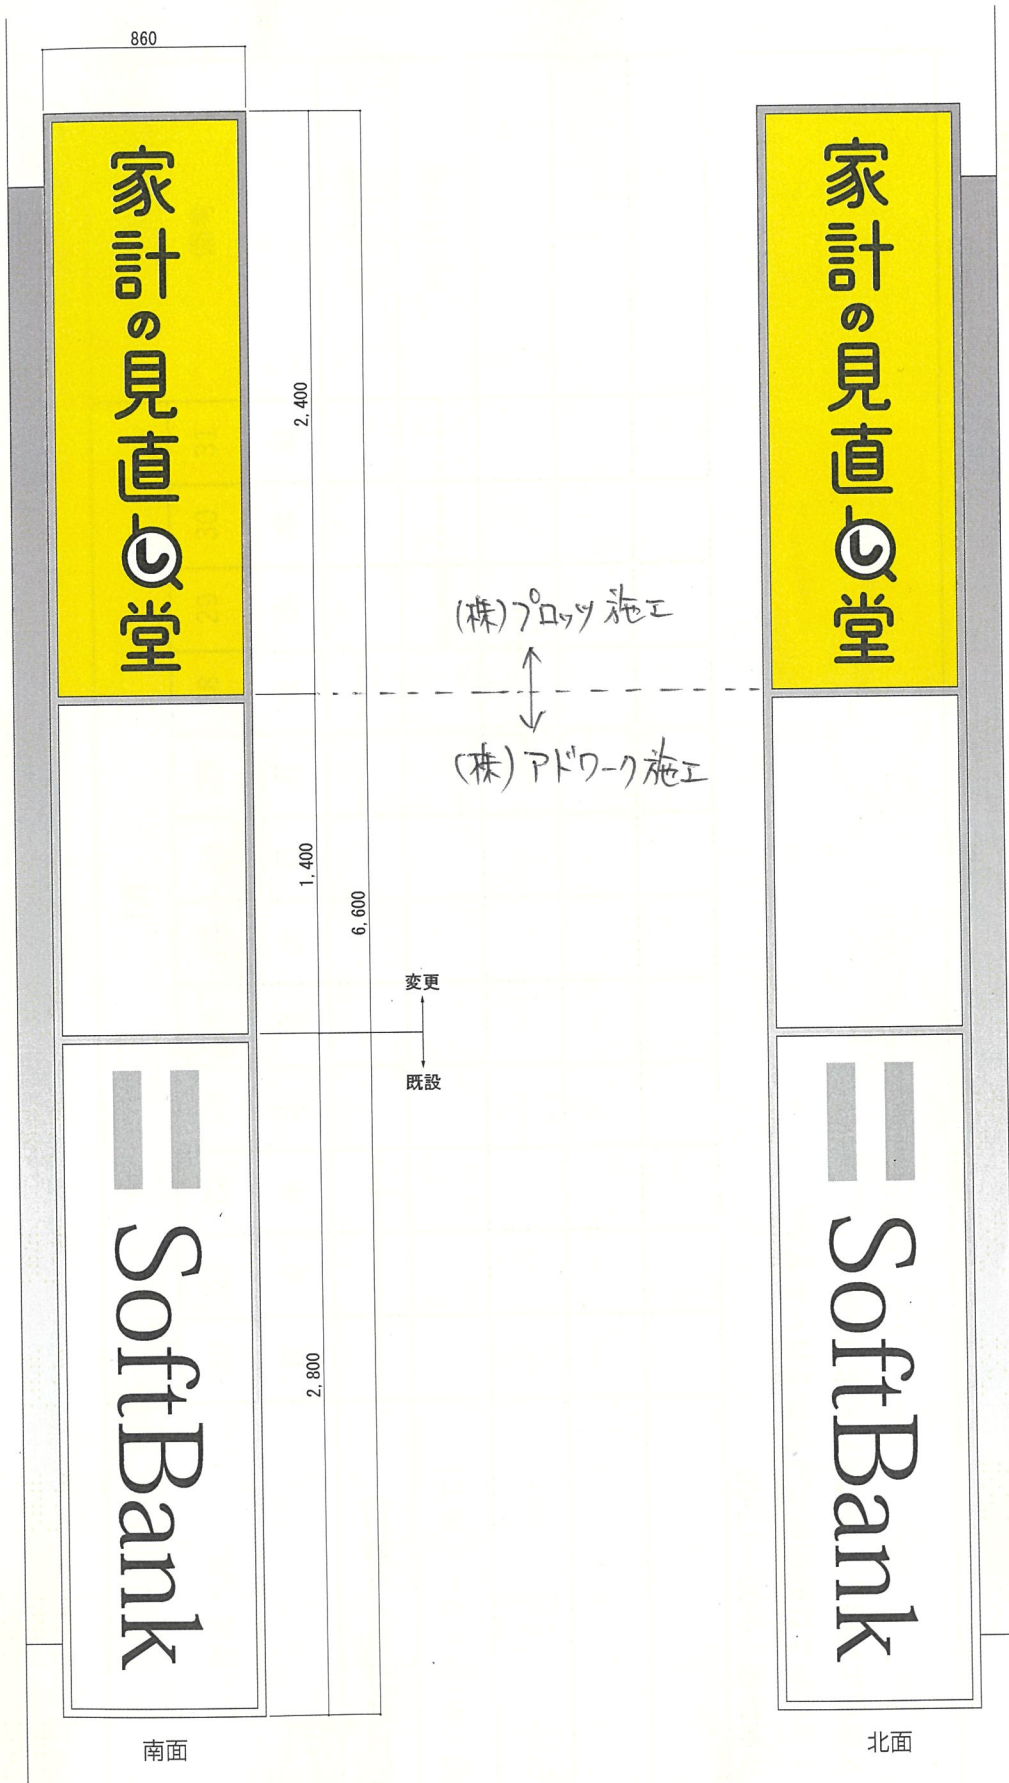 860
家計の見直し堂
家計の見直し堂
2,400
(株)プロッツ施工
(株)アドワーク施工
1,400
6,600
変更
既設
SoftBank
SoftBank
2,800
南面
北面